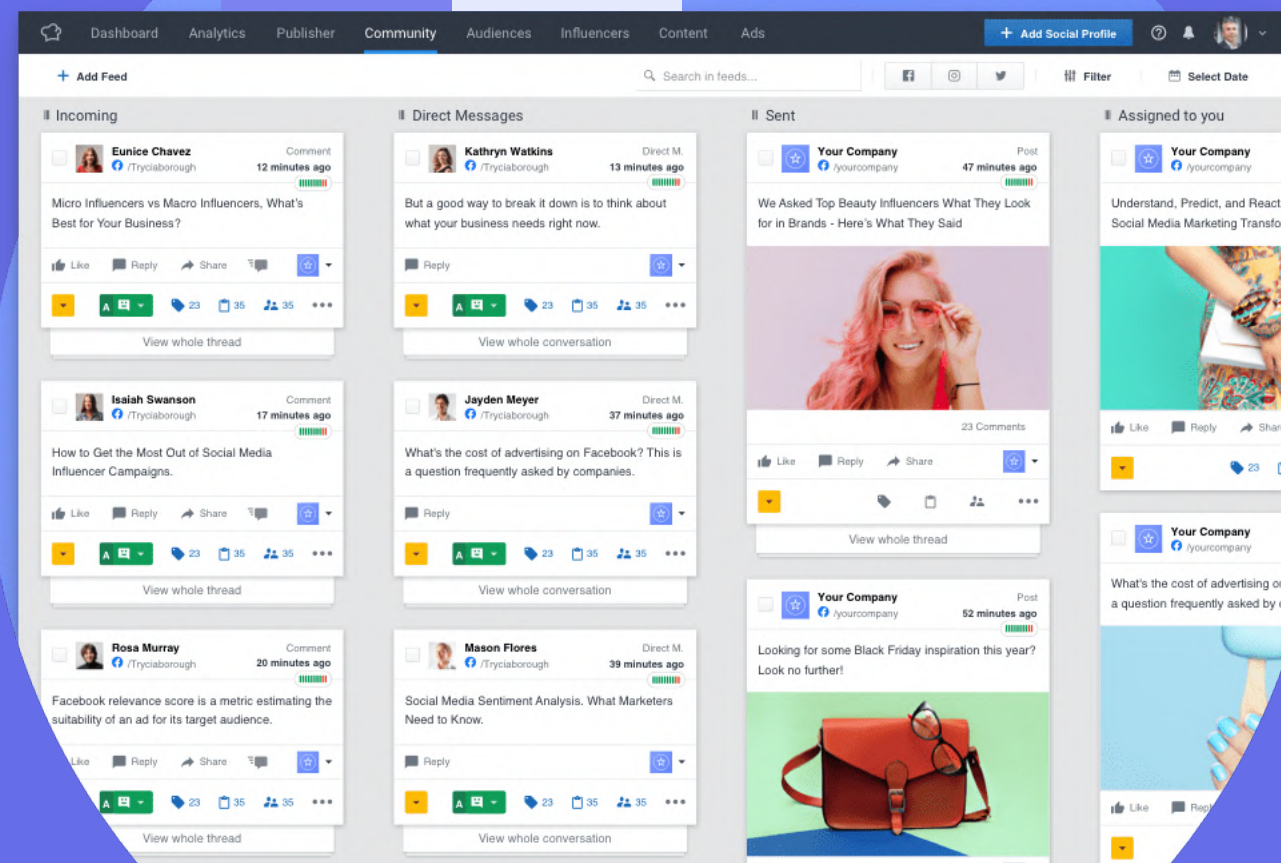 Dashboard Analytics Publisher Community Audiences Influencers Content Ads
+ Add Social Profile
+ Add Feed
Search in feeds...
Filter
Select Date
Incoming
Eunice Chavez
Comment
/Tryciaborough
12 minutes ago
Micro Influencers vs Macro Influencers, What's
Best for Your Business?
Like Reply Share
A 23 35 35
View whole thread
Isaiah Swanson
Comment
/Tryciaborough
17 minutes ago
How to Get the Most Out of Social Media
Influencer Campaigns.
Like Reply Share
A 23 35 35
View whole thread
Rosa Murray
Comment
/Tryciaborough
20 minutes ago
Facebook relevance score is a metric estimating the
suitability of an ad for its target audience.
Like Reply Share
A 23 35 35
View whole thread
Direct Messages
Kathryn Watkins
Direct M.
/Tryciaborough
13 minutes ago
But a good way to break it down is to think about
what your business needs right now.
Reply
A 23 35 35
View whole conversation
Jayden Meyer
Direct M.
/Tryciaborough
37 minutes ago
What's the cost of advertising on Facebook? This is
a question frequently asked by companies.
Reply
A 23 35 35
View whole conversation
Mason Flores
Direct M.
/Tryciaborough
39 minutes ago
Social Media Sentiment Analysis. What Marketers
Need to Know.
Reply
A 23 35 35
View whole conversation
Sent
Your Company
Post
/yourcompany
47 minutes ago
We Asked Top Beauty Influencers What They Look
for in Brands - Here's What They Said
23 Comments
Like Reply Share
View whole thread
Your Company
Post
/yourcompany
52 minutes ago
Looking for some Black Friday inspiration this year?
Look no further!
Assigned to you
Your Company
/yourcompany
Understand, Predict, and React
Social Media Marketing
Like Reply
23
Your Company
/yourcompany
What's the cost of advertising
a question frequently asked by
Like